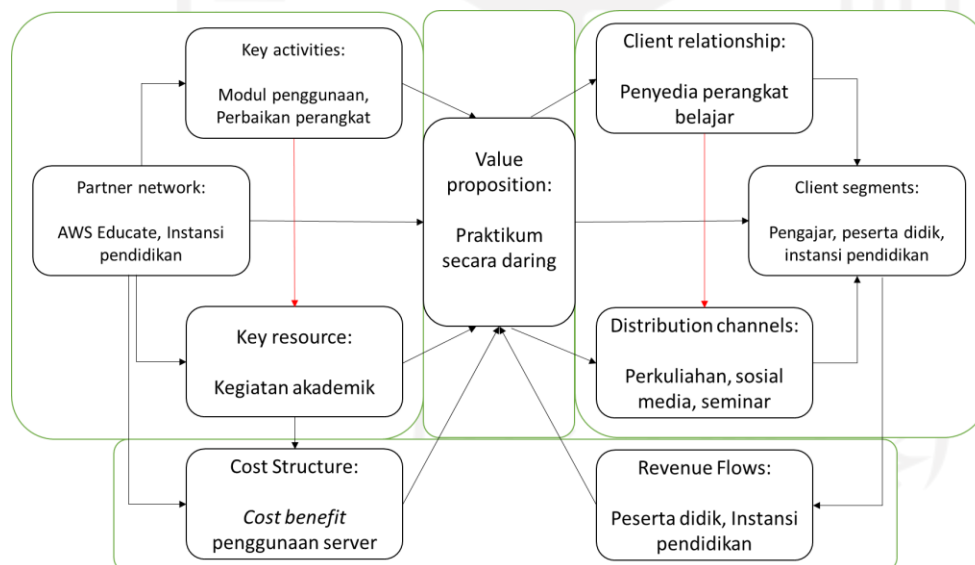 Key activities:
Modul penggunaan,
Perbaikan perangkat
Partner network:
AWS Educate, Instansi
pendidikan
Key resource:
Kegiatan akademik
Cost Structure:
Cost benefit
penggunaan server
Value
proposition:
Praktikum
secara daring
Client relationship:
Penyedia perangkat
belajar
Client segments:
Pengajar, peserta didik,
instansi pendidikan
Distribution channels:
Perkuliahan, sosial
media, seminar
Revenue Flows:
Peserta didik, Instansi
pendidikan